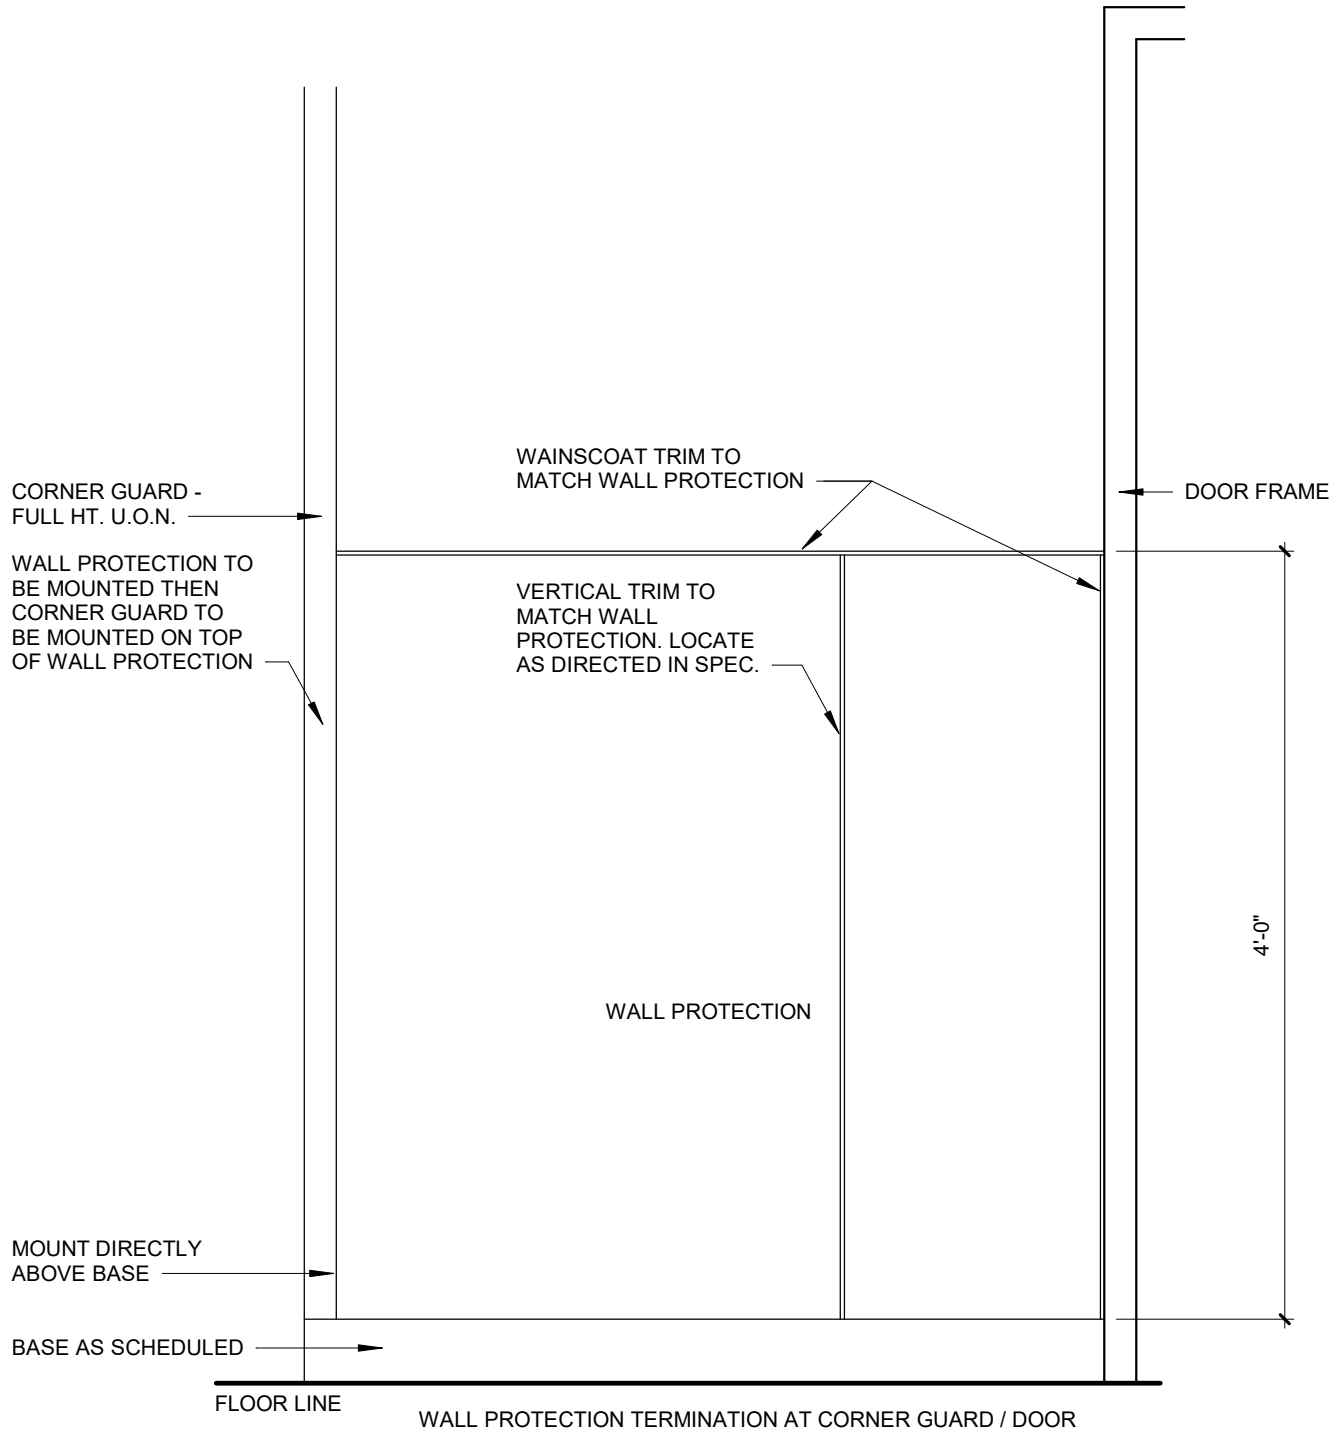 WAINSCOAT TRIM TO
MATCH WALL PROTECTION
CORNER GUARD -
FULL HT. U.O.N.
DOOR FRAME
WALL PROTECTION TO
BE MOUNTED THEN
CORNER GUARD TO
BE MOUNTED ON TOP
OF WALL PROTECTION
VERTICAL TRIM TO
MATCH WALL
PROTECTION. LOCATE
AS DIRECTED IN SPEC.
4'-0"
WALL PROTECTION
MOUNT DIRECTLY
ABOVE BASE
BASE AS SCHEDULED
FLOOR LINE
WALL PROTECTION TERMINATION AT CORNER GUARD / DOOR